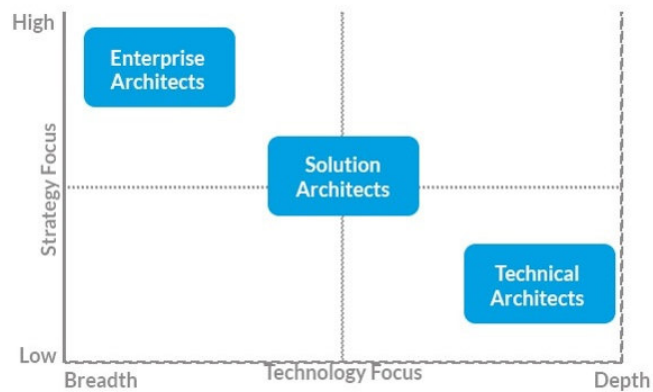 High
Enterprise
Architects
Strategy Focus
Solution
Architects
Technical
Architects
Low
Breadth
Technology Focus
Depth